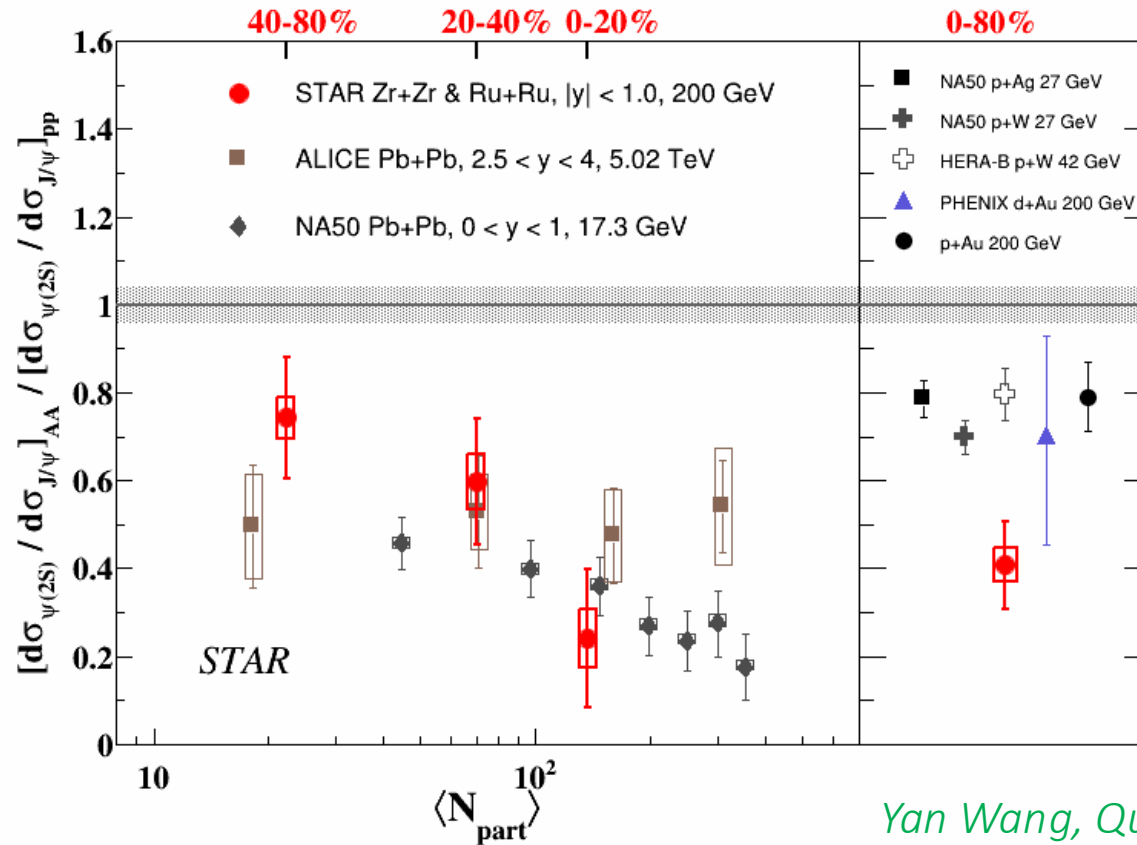 40-80% 20-40% 0-20% 0-80%
1.6
1.4
1.2
1
0.8
0.6
0.4
0.2
0
[dσψ(2S) / dσJ/ψ]AA / [dσψ(2S) / dσJ/ψ]pp
STAR Zr+Zr & Ru+Ru, |y| < 1.0, 200 GeV
ALICE Pb+Pb, 2.5 < y < 4, 5.02 TeV
NA50 Pb+Pb, 0 < y < 1, 17.3 GeV
NA50 p+Ag 27 GeV
NA50 p+W 27 GeV
HERA-B p+W 42 GeV
PHENIX d+Au 200 GeV
p+Au 200 GeV
STAR
10 10²
⟨Npart⟩
Yan Wang, Qu